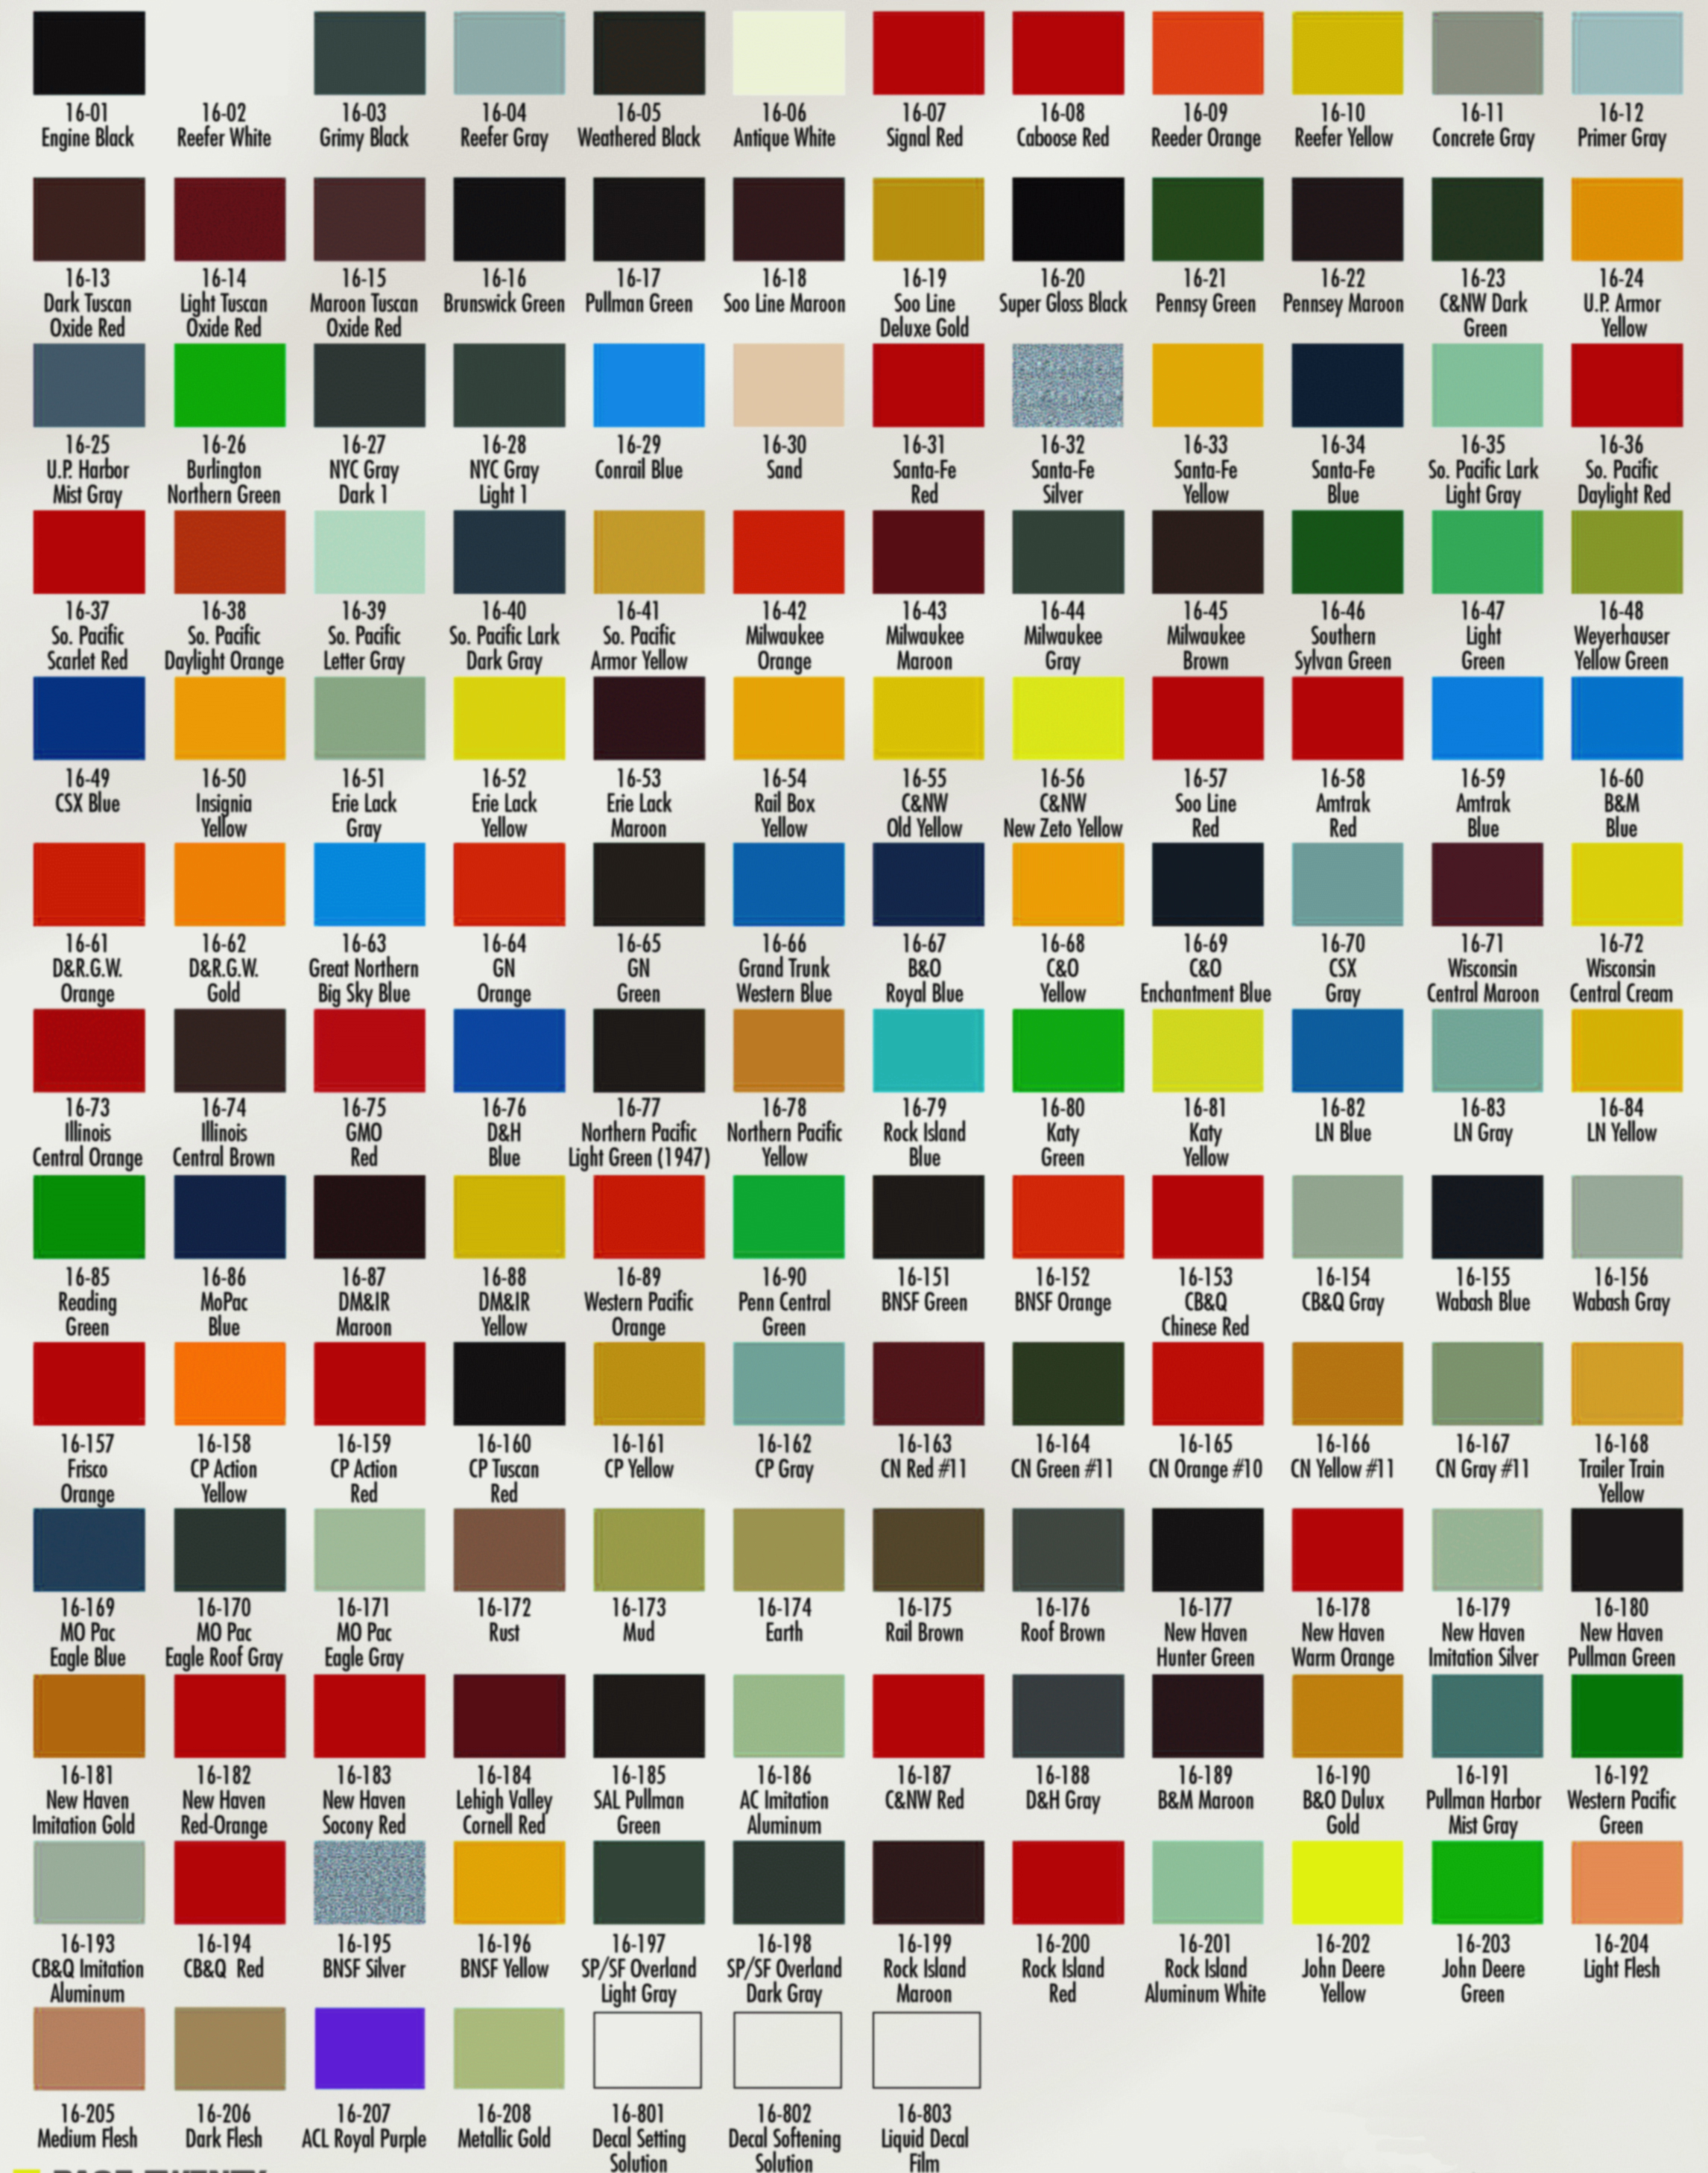 16-01
Engine Black
16-02
Reefer White
16-03
Grimy Black
16-04
Reefer Gray
16-05
Weathered Black
16-06
Antique White
16-07
Signal Red
16-08
Caboose Red
16-09
Reeder Orange
16-10
Reefer Yellow
16-11
Concrete Gray
16-12
Primer Gray
16-13
Dark Tuscan
Oxide Red
16-14
Light Tuscan
Oxide Red
16-15
Maroon Tuscan
Oxide Red
16-16
Brunswick Green
16-17
Pullman Green
16-18
Soo Line Maroon
16-19
Soo Line
Deluxe Gold
16-20
Super Gloss Black
16-21
Pennsy Green
16-22
Pennsey Maroon
16-23
C&NW Dark
Green
16-24
U.P. Armor
Yellow
16-25
U.P. Harbor
Mist Gray
16-26
Burlington
Northern Green
16-27
NYC Gray
Dark 1
16-28
NYC Gray
Light 1
16-29
Conrail Blue
16-30
Sand
16-31
Santa-Fe
Red
16-32
Santa-Fe
Silver
16-33
Santa-Fe
Yellow
16-34
Santa-Fe
Blue
16-35
So. Pacific Lark
Light Gray
16-36
So. Pacific
Daylight Red
16-37
So. Pacific
Scarlet Red
16-38
So. Pacific
Daylight Orange
16-39
So. Pacific
Letter Gray
16-40
So. Pacific Lark
Dark Gray
16-41
So. Pacific
Armor Yellow
16-42
Milwaukee
Orange
16-43
Milwaukee
Maroon
16-44
Milwaukee
Gray
16-45
Milwaukee
Brown
16-46
Southern
Sylvan Green
16-47
Light
Green
16-48
Weyerhauser
Yellow Green
16-49
CSX Blue
16-50
Insignia
Yellow
16-51
Erie Lack
Gray
16-52
Erie Lack
Yellow
16-53
Erie Lack
Maroon
16-54
Rail Box
Yellow
16-55
C&NW
Old Yellow
16-56
C&NW
New Zeto Yellow
16-57
Soo Line
Red
16-58
Amtrak
Red
16-59
Amtrak
Blue
16-60
B&M
Blue
16-61
D&R.G.W.
Orange
16-62
D&R.G.W.
Gold
16-63
Great Northern
Big Sky Blue
16-64
GN
Orange
16-65
GN
Green
16-66
Grand Trunk
Western Blue
16-67
B&O
Royal Blue
16-68
C&O
Yellow
16-69
C&O
Enchantment Blue
16-70
CSX
Gray
16-71
Wisconsin
Central Maroon
16-72
Wisconsin
Central Cream
16-73
Illinois
Central Orange
16-74
Illinois
Central Brown
16-75
GMO
Red
16-76
D&H
Blue
16-77
Northern Pacific
Light Green (1947)
16-78
Northern Pacific
Yellow
16-79
Rock Island
Blue
16-80
Katy
Green
16-81
Katy
Yellow
16-82
LN Blue
16-83
LN Gray
16-84
LN Yellow
16-85
Reading
Green
16-86
MoPac
Blue
16-87
DM&IR
Maroon
16-88
DM&IR
Yellow
16-89
Western Pacific
Orange
16-90
Penn Central
Green
16-151
BNSF Green
16-152
BNSF Orange
16-153
CB&Q
Chinese Red
16-154
CB&Q Gray
16-155
Wabash Blue
16-156
Wabash Gray
16-157
Frisco
Orange
16-158
CP Action
Yellow
16-159
CP Action
Red
16-160
CP Tuscan
Red
16-161
CP Yellow
16-162
CP Gray
16-163
CN Red #11
16-164
CN Green #11
16-165
CN Orange #10
16-166
CN Yellow #11
16-167
CN Gray #11
16-168
Trailer Train
Yellow
16-169
MO Pac
Eagle Blue
16-170
MO Pac
Eagle Roof Gray
16-171
MO Pac
Eagle Gray
16-172
Rust
16-173
Mud
16-174
Earth
16-175
Rail Brown
16-176
Roof Brown
16-177
New Haven
Hunter Green
16-178
New Haven
Warm Orange
16-179
New Haven
Imitation Silver
16-180
New Haven
Pullman Green
16-181
New Haven
Imitation Gold
16-182
New Haven
Red-Orange
16-183
New Haven
Socony Red
16-184
Lehigh Valley
Cornell Red
16-185
SAL Pullman
Green
16-186
AC Imitation
Aluminum
16-187
C&NW Red
16-188
D&H Gray
16-189
B&M Maroon
16-190
B&O Dulux
Gold
16-191
Pullman Harbor
Mist Gray
16-192
Western Pacific
Green
16-193
CB&Q Imitation
Aluminum
16-194
CB&Q Red
16-195
BNSF Silver
16-196
BNSF Yellow
16-197
SP/SF Overland
Light Gray
16-198
SP/SF Overland
Dark Gray
16-199
Rock Island
Maroon
16-200
Rock Island
Red
16-201
Rock Island
Aluminum White
16-202
John Deere
Yellow
16-203
John Deere
Green
16-204
Light Flesh
16-205
Medium Flesh
16-206
Dark Flesh
16-207
ACL Royal Purple
16-208
Metallic Gold
16-801
Decal Setting
Solution
16-802
Decal Softening
Solution
16-803
Liquid Decal
Film